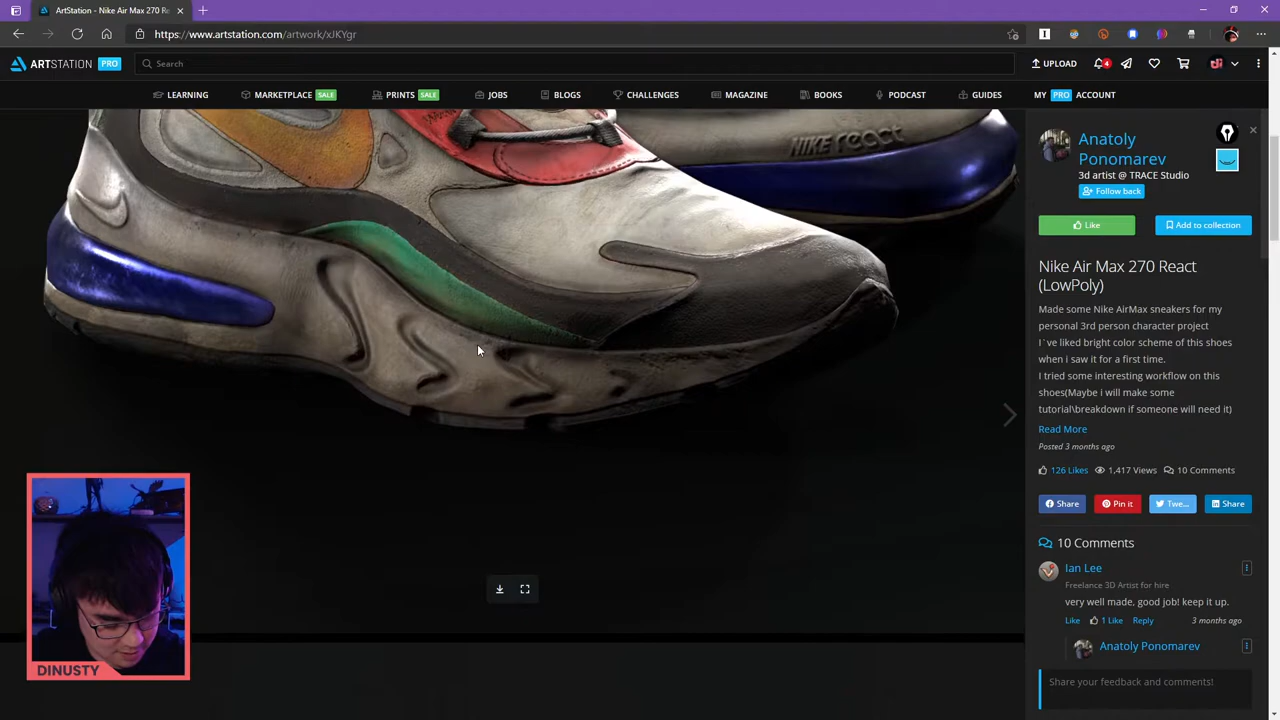 ArtStation - Nike Air Max 270 Re
https://www.artstation.com/artwork/xJKYgr
ARTSTATION PRO
Search
UPLOAD
4
LEARNING
MARKETPLACE SALE
PRINTS SALE
JOBS
BLOGS
CHALLENGES
MAGAZINE
BOOKS
PODCAST
GUIDES
MY PRO ACCOUNT
NIKE react
Anatoly
Ponomarev
3d artist @ TRACE Studio
Follow back
Like
Add to collection
Nike Air Max 270 React
(LowPoly)
Made some Nike AirMax sneakers for my
personal 3rd person character project
I`ve liked bright color scheme of this shoes
when i saw it for a first time.
I tried some interesting workflow on this
shoes(Maybe i will make some
tutorial\breakdown if someone will need it)
Read More
Posted 3 months ago
126 Likes
1,417 Views
10 Comments
Share
Pin it
Twe...
Share
10 Comments
Ian Lee
Freelance 3D Artist for hire
very well made, good job! keep it up.
Like
1 Like
Reply
3 months ago
Anatoly Ponomarev
Share your feedback and comments!
DINUSTY